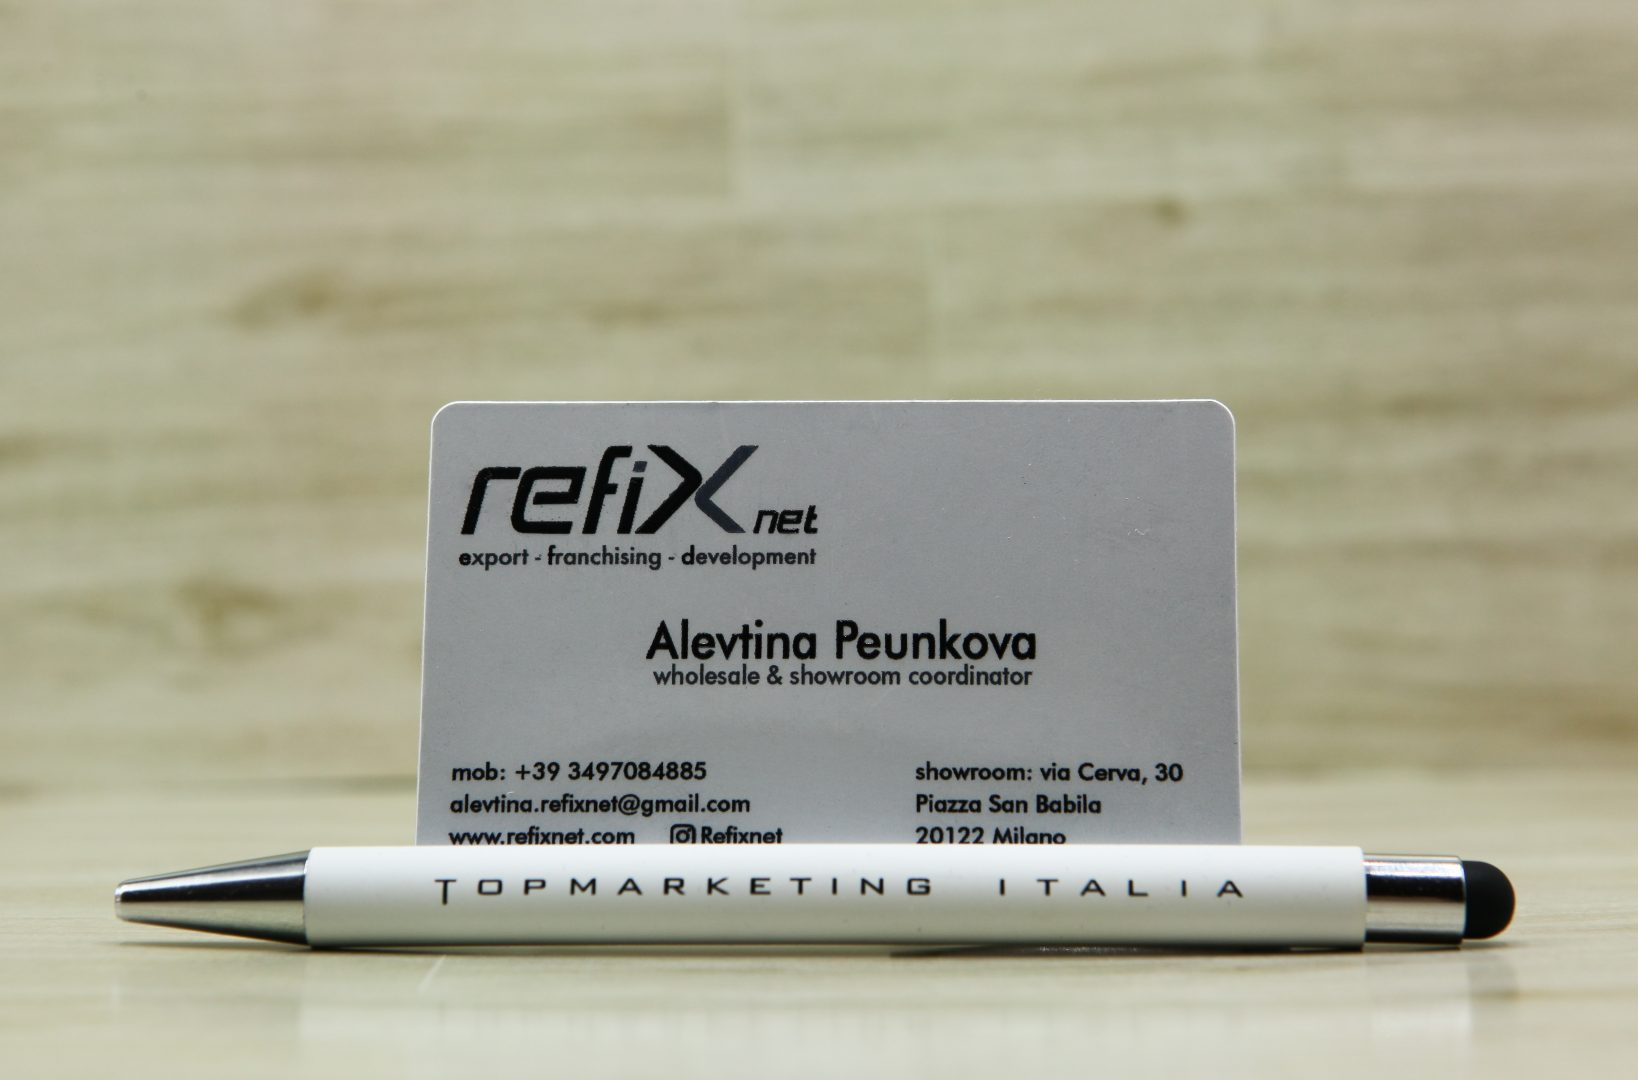 refiX net
export - franchising - development
Alevtina Peunkova
wholesale & showroom coordinator
mob: +39 3497084885
alevtina.refixnet@gmail.com
www.refixnet.com Refixnet
showroom: via Cerva, 30
Piazza San Babila
20122 Milano
TOPMARKETING ITALIA